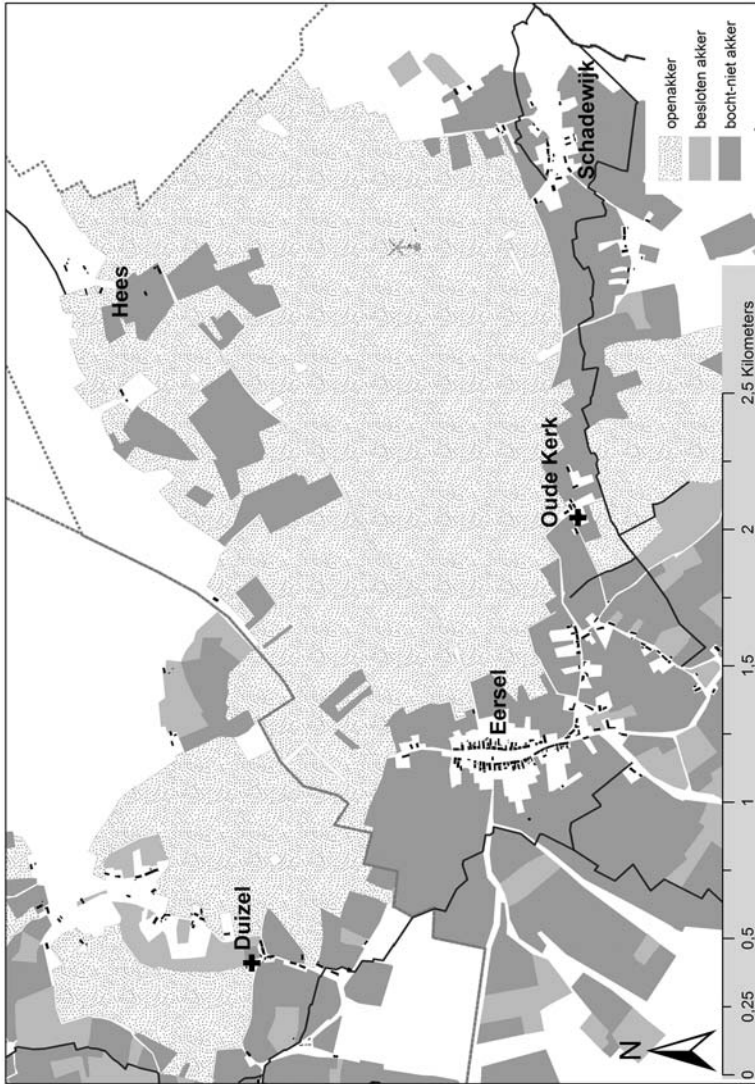 Hees
Duizel
Eersel
Oude Kerk
Schadewijk
openakker
besloten akker
bocht-niet akker
N
0 0,25 0,5 1 1,5 2 2,5 Kilometers